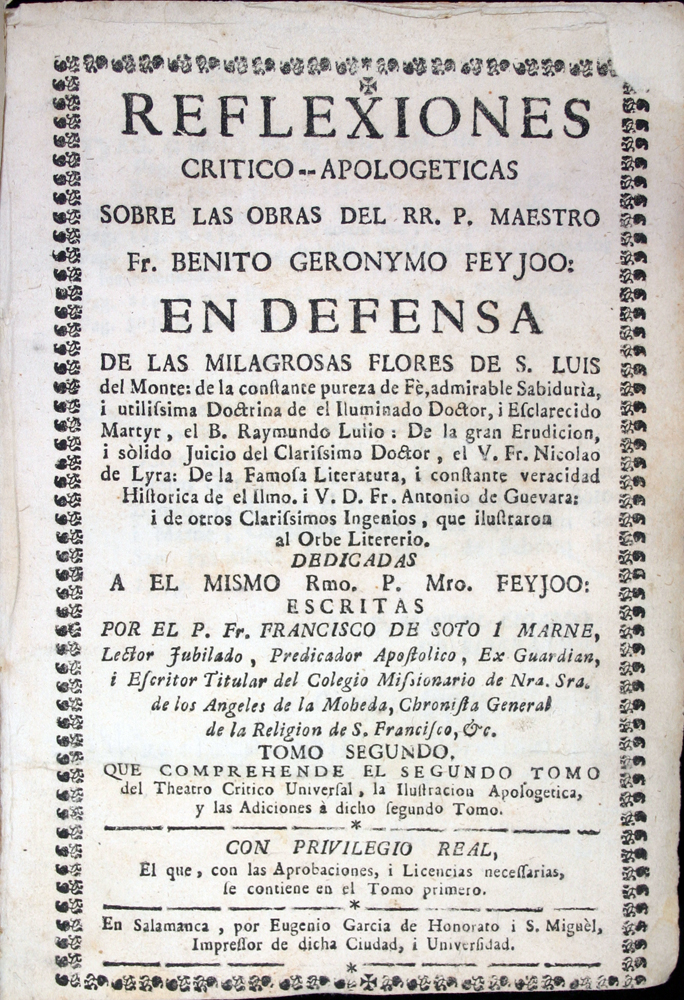 REFLEXIONES
CRITICO--APOLOGETICAS
SOBRE LAS OBRAS DEL RR. P. MAESTRO
Fr. BENITO GERONYMO FEYJOO:
EN DEFENSA
DE LAS MILAGROSAS FLORES DE S. LUIS
del Monte: de la conſtante pureza de Fè, admirable Sabiduria,
i utiliſsima Doctrina de el Iluminado Doctor, i Eſclarecido
Martyr, el B. Raymundo Lulio: De la gran Erudicion,
i sòlido Juicio del Clariſsimo Doctor, el V. Fr. Nicolao
de Lyra: De la Famoſa Literatura, i conſtante veracidad
Hiſtorica de el Ilmo. i V. D. Fr. Antonio de Guevara:
i de otros Clariſsimos Ingenios, que iluſtraron
al Orbe Litererio.
DEDICADAS
A EL MISMO Rmo. P. Mro. FEYJOO:
ESCRITAS
POR EL P. Fr. FRANCISCO DE SOTO I MARNE,
Lector Jubilado, Predicador Apoſtolico, Ex Guardian,
i Eſcritor Titular del Colegio Miſsionario de Nra. Sra.
de los Angeles de la Mobeda, Chroniſta General
de la Religion de S. Franciſco, &c.
TOMO SEGUNDO,
QUE COMPREHENDE EL SEGUNDO TOMO
del Theatro Critico Univerſal, la Iluſtracion Apoſogetica,
y las Adiciones à dicho ſegundo Tomo.
CON PRIVILEGIO REAL,
El que, con las Aprobaciones, i Licencias neceſſarias,
ſe contiene en el Tomo primero.
En Salamanca, por Eugenio Garcia de Honorato i S. Miguèl,
Impreſſor de dicha Ciudad, i Univerſidad.